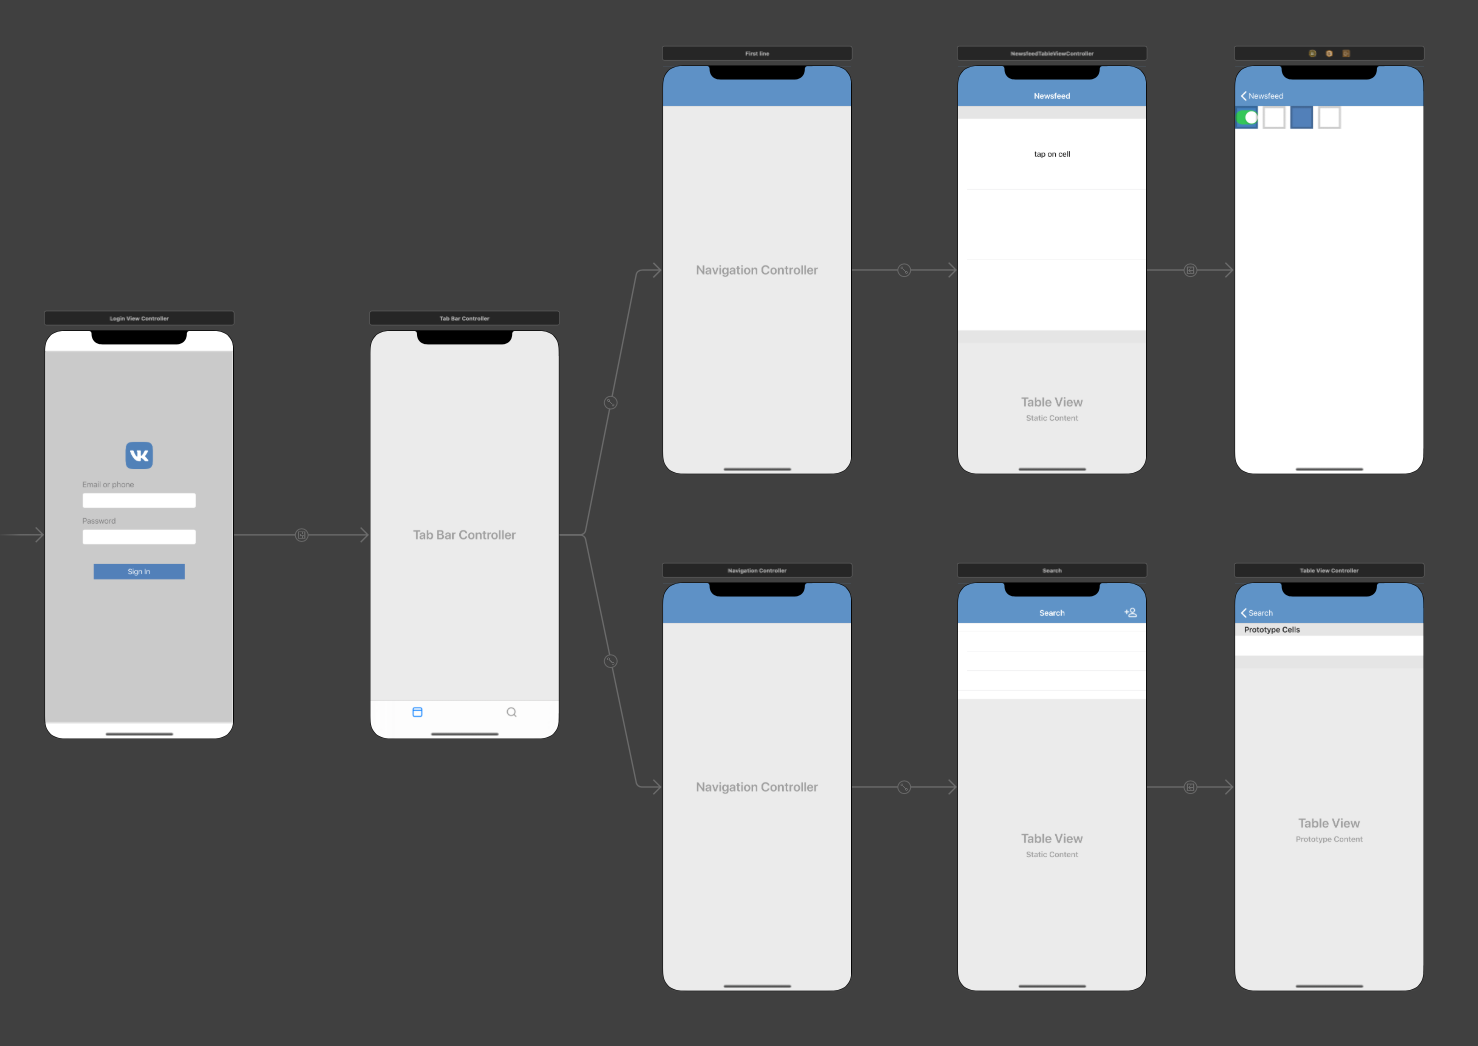 First line
Navigation Controller
NewsfeedTableViewController
Newsfeed
tap on cell
Table View
Static Content
Newsfeed
Login View Controller
VK
Email or phone
Password
Sign In
Tab Bar Controller
Tab Bar Controller
Navigation Controller
Navigation Controller
Search
Search
Table View
Static Content
Table View Controller
Search
Prototype Cells
Table View
Prototype Content